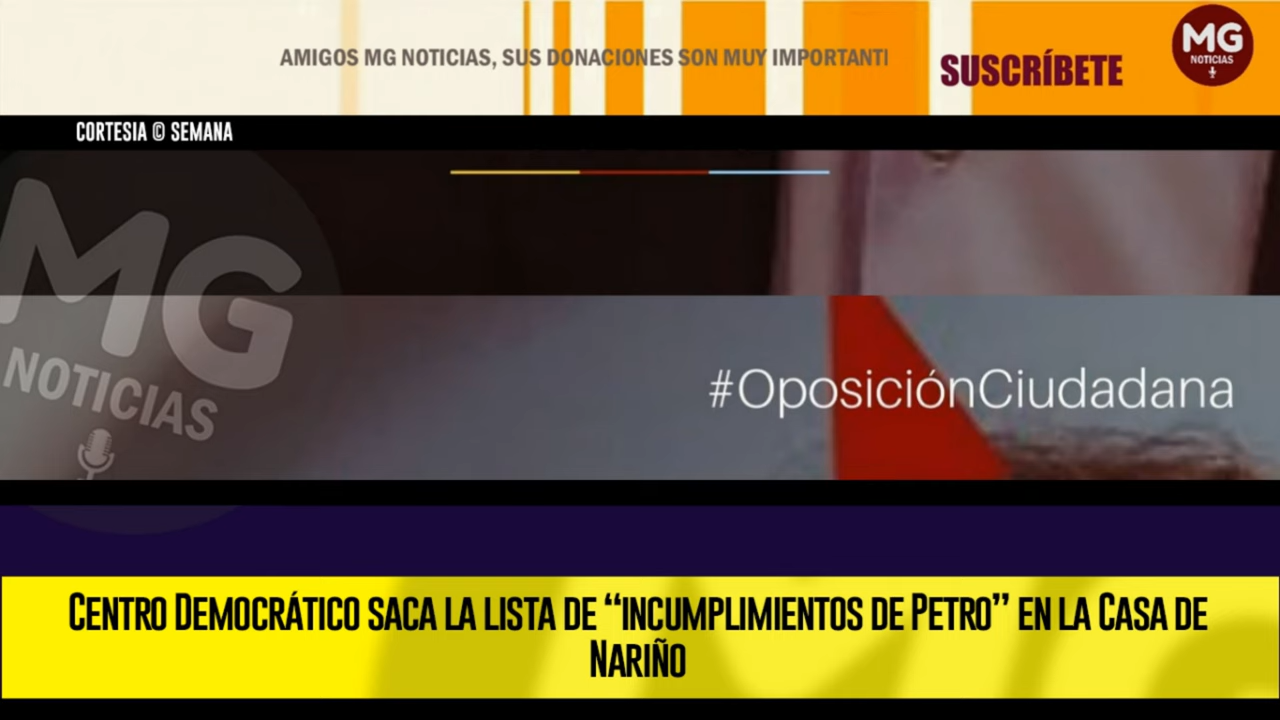 AMIGOS MG NOTICIAS, SUS DONACIONES SON MUY IMPORTANTI
SUSCRÍBETE
MG
NOTICIAS
CORTESIA © SEMANA
MG
NOTICIAS
#OposiciónCiudadana
CENTRO DEMOCRÁTICO SACA LA LISTA DE “INCUMPLIMIENTOS DE PETRO” EN LA CASA DE
NARIÑO